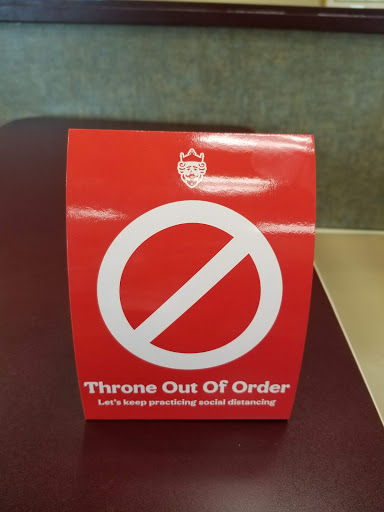 Throne Out Of Order
Let's keep practicing social distancing